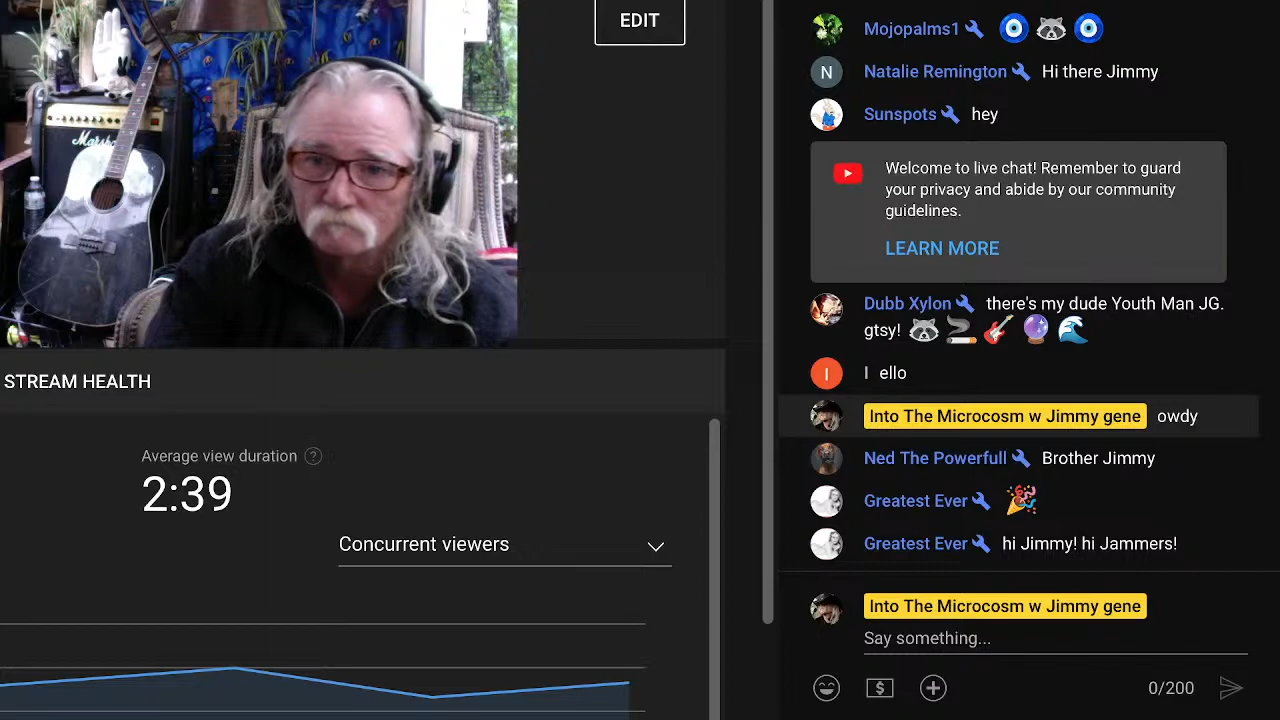 EDIT
Marshall
STREAM HEALTH
Average view duration ?
2:39
Concurrent viewers
Mojopalms1 🧿 🦝 🧿
N Natalie Remington Hi there Jimmy
Sunspots hey
Welcome to live chat! Remember to guard
your privacy and abide by our community
guidelines.
LEARN MORE
Dubb Xylon there's my dude Youth Man JG.
gtsy! 🦝 🚬 🎸 🔮 🌊
I I ello
Into The Microcosm w Jimmy gene owdy
Ned The Powerfull Brother Jimmy
Greatest Ever 🎉
Greatest Ever hi Jimmy! hi Jammers!
Into The Microcosm w Jimmy gene
Say something...
0/200